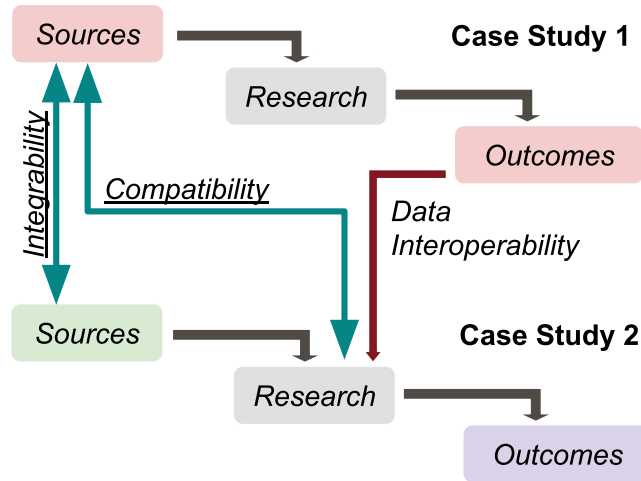 Sources
Case Study 1
Research
Outcomes
Integrability
Compatibility
Data
Interoperability
Sources
Case Study 2
Research
Outcomes